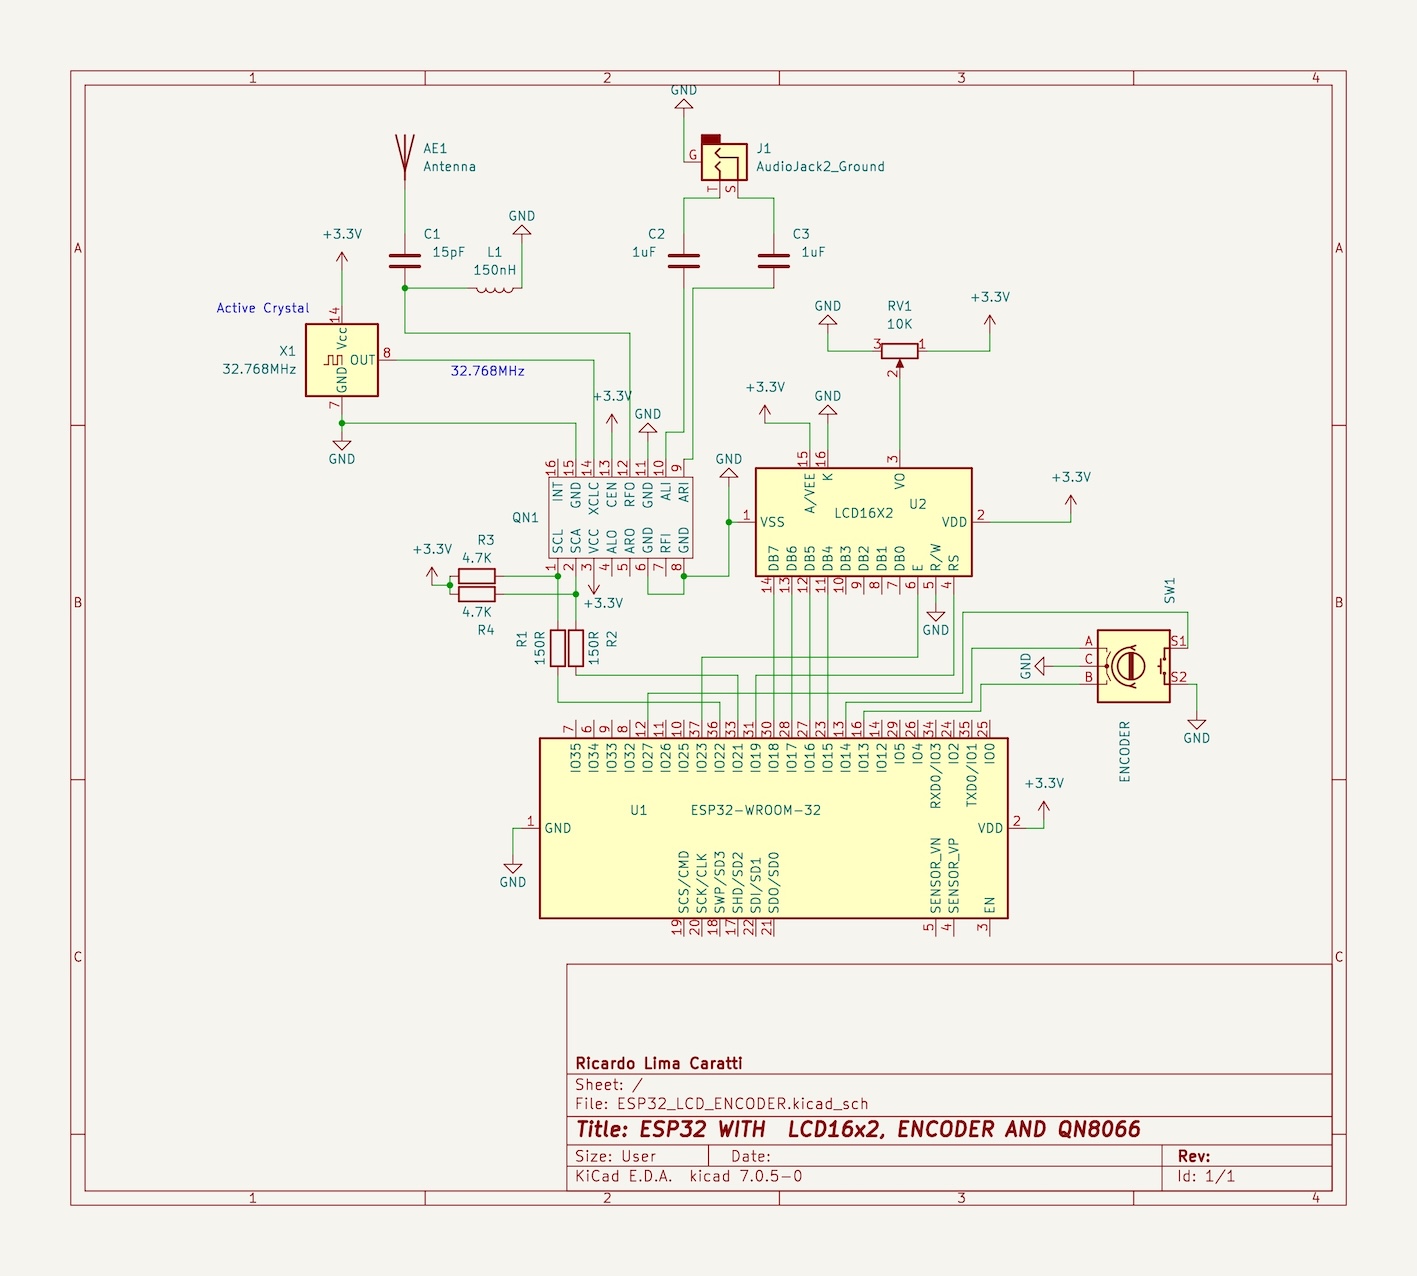 1 2 3 4
GND
AE1
Antenna
G
J1
AudioJack2_Ground
T S
GND
+3.3V
C1
15pF
L1
150nH
C2
1uF
C3
1uF
A A
Active Crystal
14
Vcc
X1
32.768MHz
OUT 8
GND
7
32.768MHz
GND
+3.3V
GND
GND
RV1
10K
+3.3V
3 1
2
+3.3V
GND
16 15 14 13 12 11 10 9
INT GND XCLC CEN RFO GND ALI ARI
QN1
SCL SCA VCC ALO ARO GND RFI GND
1 2 3 4 5 6 7 8
GND
15 16 3
A/VEE K VO
U2
LCD16X2
1 VSS
VDD 2
+3.3V
DB7 DB6 DB5 DB4 DB3 DB2 DB1 DB0 E R/W RS
14 13 12 11 10 9 8 7 6 5 4
GND
+3.3V
R3
4.7K
4.7K
R4
+3.3V
R1
150R
150R
R2
B B
SW1
A
C
B
S1
S2
GND
GND
ENCODER
7 6 9 8 12 11 10 37 36 33 31 30 28 27 23 13 16 14 29 26 34 24 35 25
IO35 IO34 IO33 IO32 IO27 IO26 IO25 IO23 IO22 IO21 IO19 IO18 IO17 IO16 IO15 IO14 IO13 IO12 IO5 IO4 RXD0/IO3 IO2 TXD0/IO1 IO0
U1 ESP32-WROOM-32
1 GND
VDD 2
+3.3V
GND
SCS/CMD SCK/CLK SWP/SD3 SHD/SD2 SDI/SD1 SDO/SD0 SENSOR_VN SENSOR_VP EN
19 20 18 17 22 21 5 4 3
C C
Ricardo Lima Caratti
Sheet: /
File: ESP32_LCD_ENCODER.kicad_sch
Title: ESP32 WITH LCD16x2, ENCODER AND QN8066
Size: User Date: Rev:
KiCad E.D.A. kicad 7.0.5-0 Id: 1/1
1 2 3 4